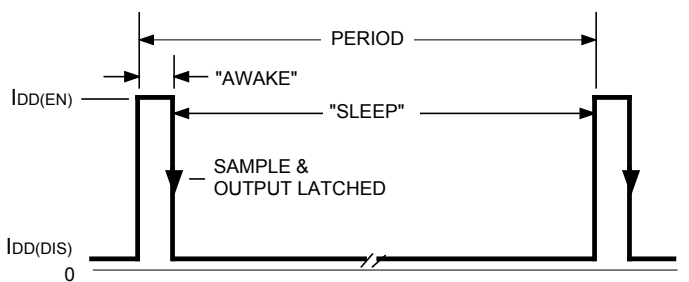 PERIOD
"AWAKE"
IDD(EN)
"SLEEP"
SAMPLE &
OUTPUT LATCHED
IDD(DIS)
0